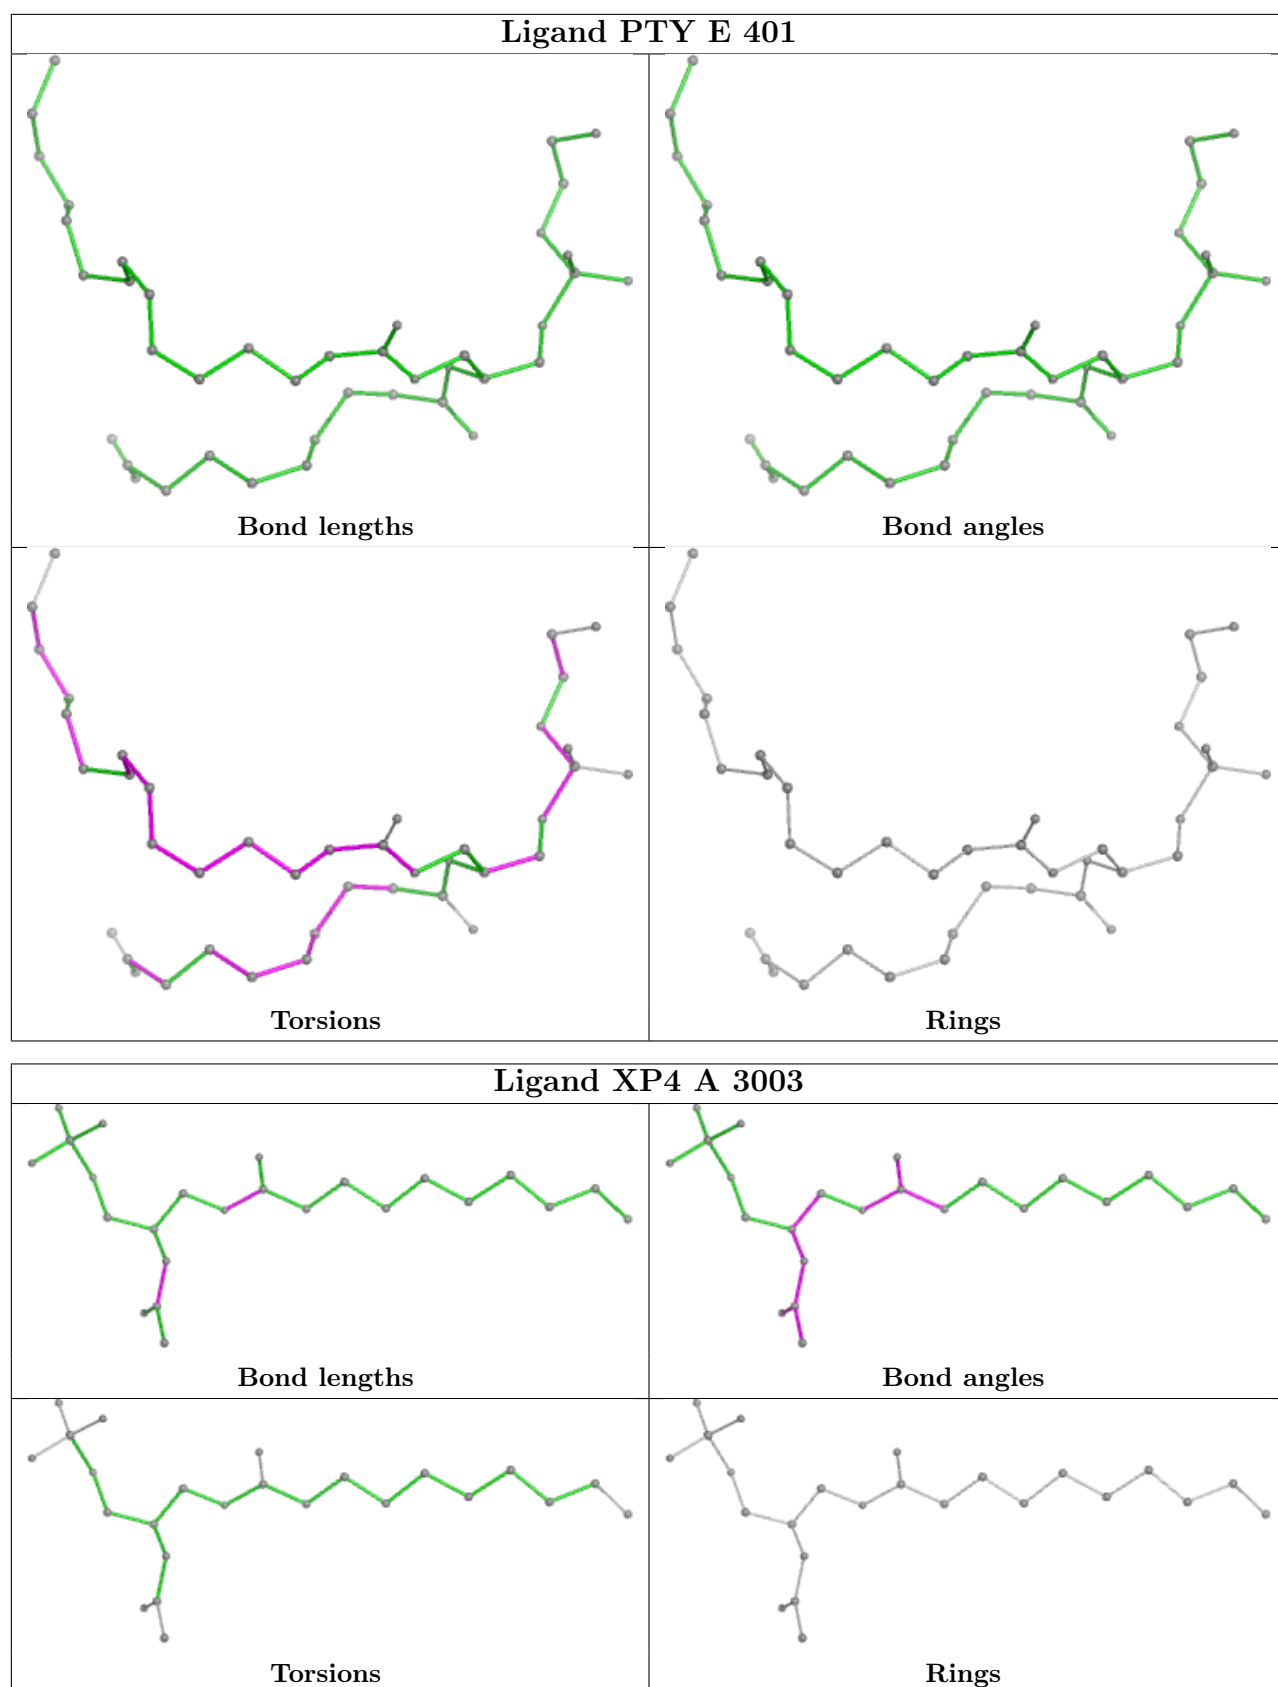 Ligand PTY E 401
Bond lengths
Bond angles
Torsions
Rings
Ligand XP4 A 3003
Bond lengths
Bond angles
Torsions
Rings